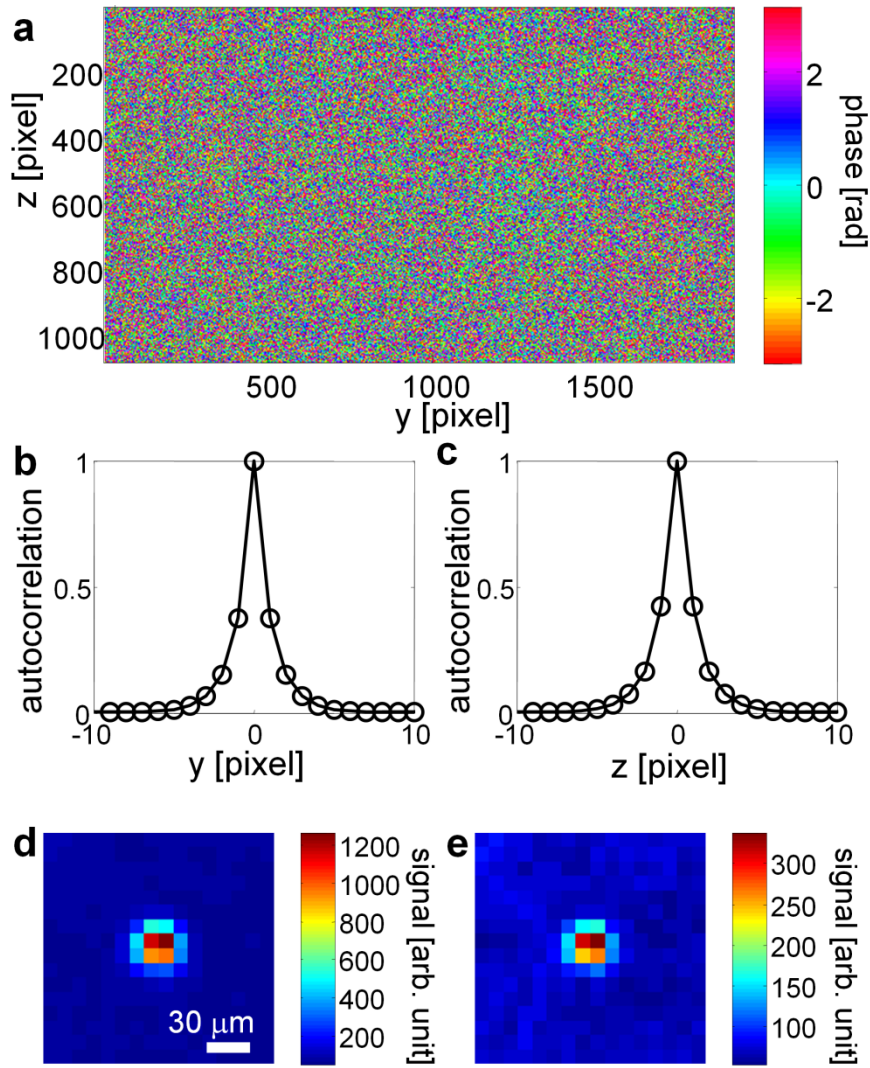 a
z [pixel]
200
400
600
800
1000
500 1000 1500
y [pixel]
2
0
-2
phase [rad]
b
autocorrelation
1
0.5
0
-10 0 10
y [pixel]
c
autocorrelation
1
0.5
0
-10 0 10
z [pixel]
d
30 µm
1200
1000
800
600
400
200
signal [arb. unit]
e
300
250
200
150
100
signal [arb. unit]